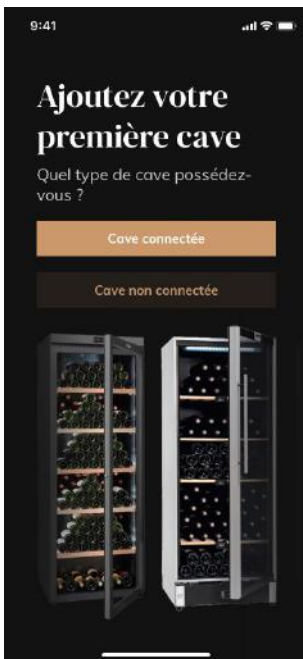 9:41
Ajoutez votre
première cave
Quel type de cave possédez-
vous ?
Cave connectée
Cave non connectée